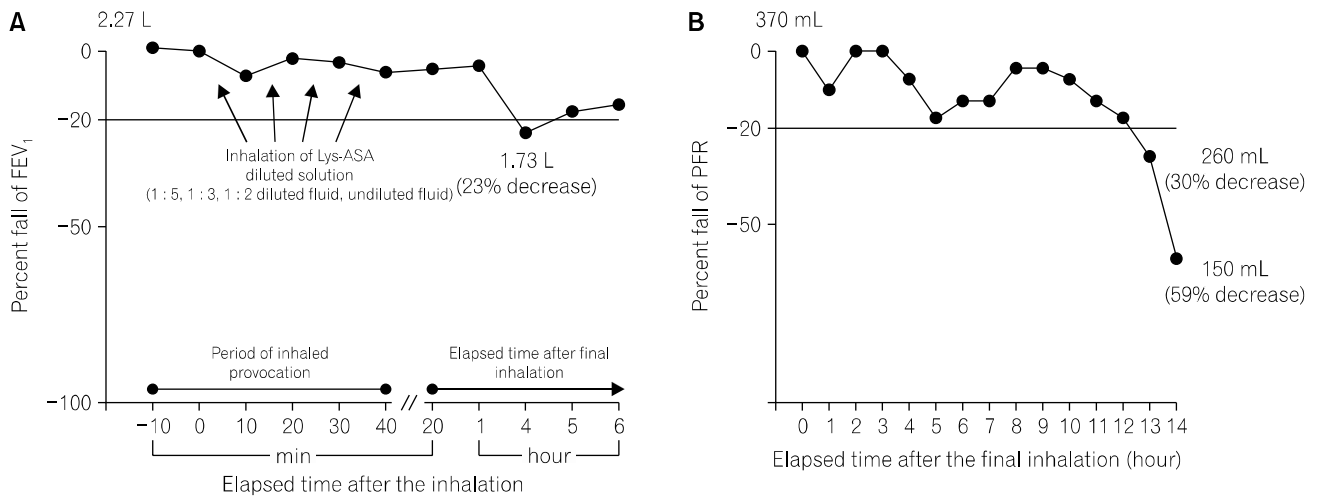 A
2.27 L
0
−20
−50
−100
Percent fall of FEV1
Inhalation of Lys-ASA
diluted solution
(1 : 5, 1 : 3, 1 : 2 diluted fluid, undiluted fluid)
1.73 L
(23% decrease)
Period of inhaled
provocation
Elapsed time after final
inhalation
−10 0 10 20 30 40 // 20 1 4 5 6
min hour
Elapsed time after the inhalation
B
370 mL
0
−20
−50
Percent fall of PFR
260 mL
(30% decrease)
150 mL
(59% decrease)
0 1 2 3 4 5 6 7 8 9 10 11 12 13 14
Elapsed time after the final inhalation (hour)